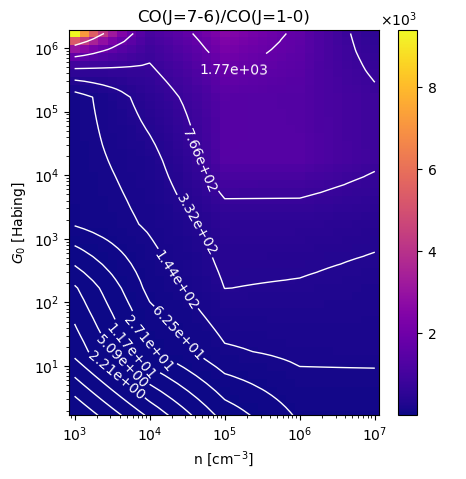 CO(J=7-6)/CO(J=1-0)
×10³
10⁶
10⁵
10⁴
10³
10²
10¹
G₀ [Habing]
1.77e+03
7.66e+02
3.32e+02
1.44e+02
6.25e+01
2.71e+01
1.17e+01
5.09e+00
2.21e+00
8
6
4
2
10³
10⁴
10⁵
10⁶
10⁷
n [cm⁻³]